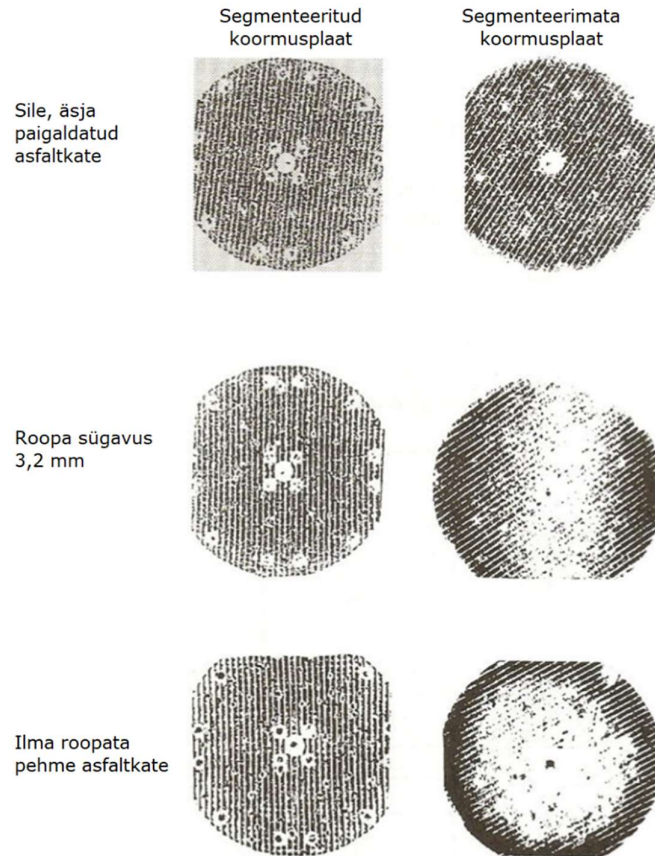 Segmenteeritud
koormusplaat
Segmenteerimata
koormusplaat
Sile, äsja
paigaldatud
asfaltkate
Roopa sügavus
3,2 mm
Ilma roopata
pehme asfaltkate